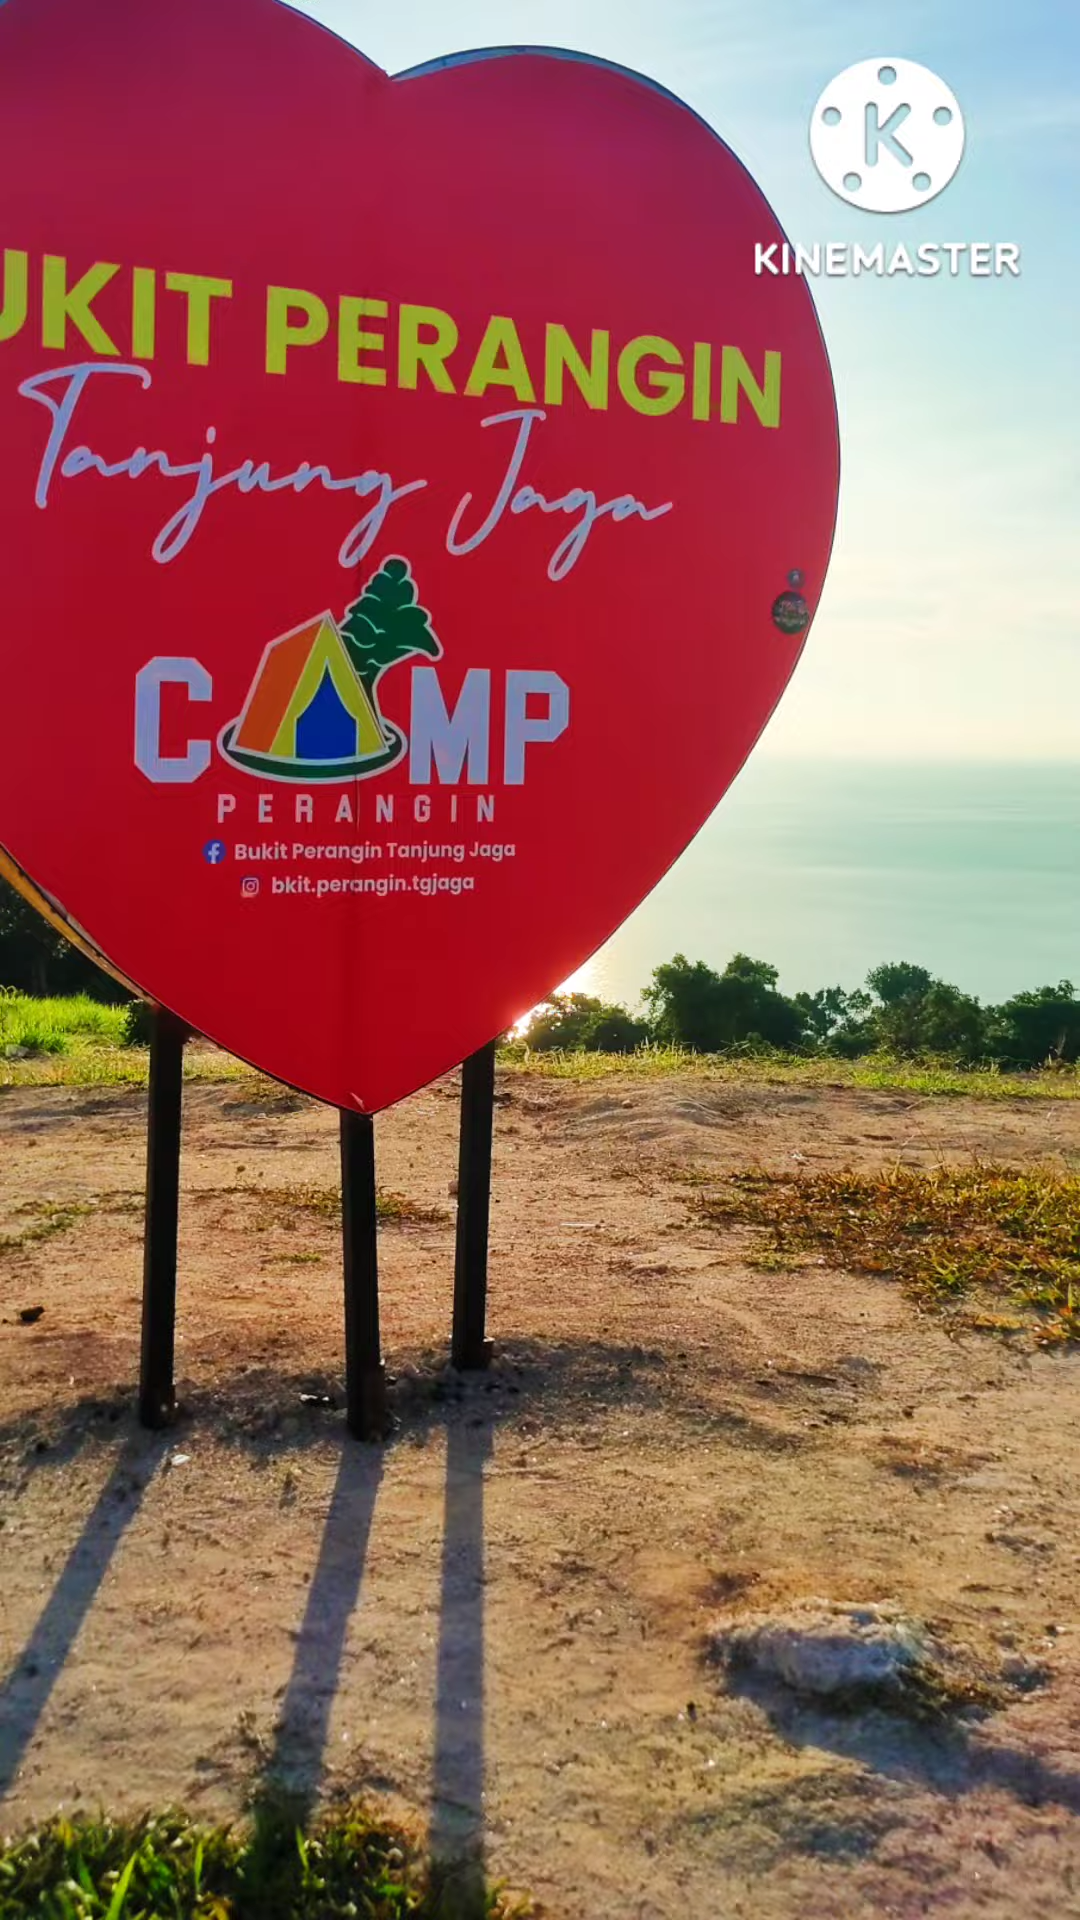 UKIT PERANGIN
Tanjung Jaga
CAMP
PERANGIN
Bukit Perangin Tanjung Jaga
bkit.perangin.tgjaga
K
KINEMASTER